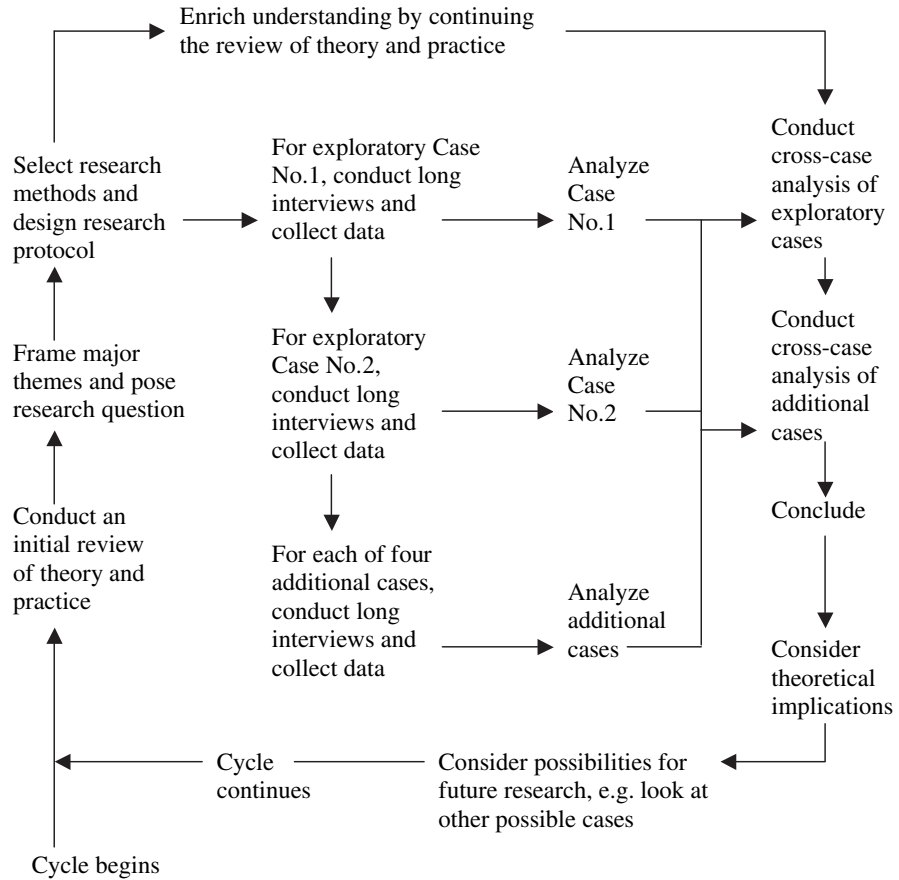 Enrich understanding by continuing
the review of theory and practice
Select research
methods and
design research
protocol
For exploratory Case
No.1, conduct long
interviews and
collect data
Analyze
Case
No.1
Conduct
cross-case
analysis of
exploratory
cases
Frame major
themes and pose
research question
For exploratory
Case No.2,
conduct long
interviews and
collect data
Analyze
Case
No.2
Conduct
cross-case
analysis of
additional
cases
Conduct an
initial review
of theory and
practice
For each of four
additional cases,
conduct long
interviews and
collect data
Analyze
additional
cases
Conclude
Consider
theoretical
implications
Cycle
continues
Consider possibilities for
future research, e.g. look at
other possible cases
Cycle begins